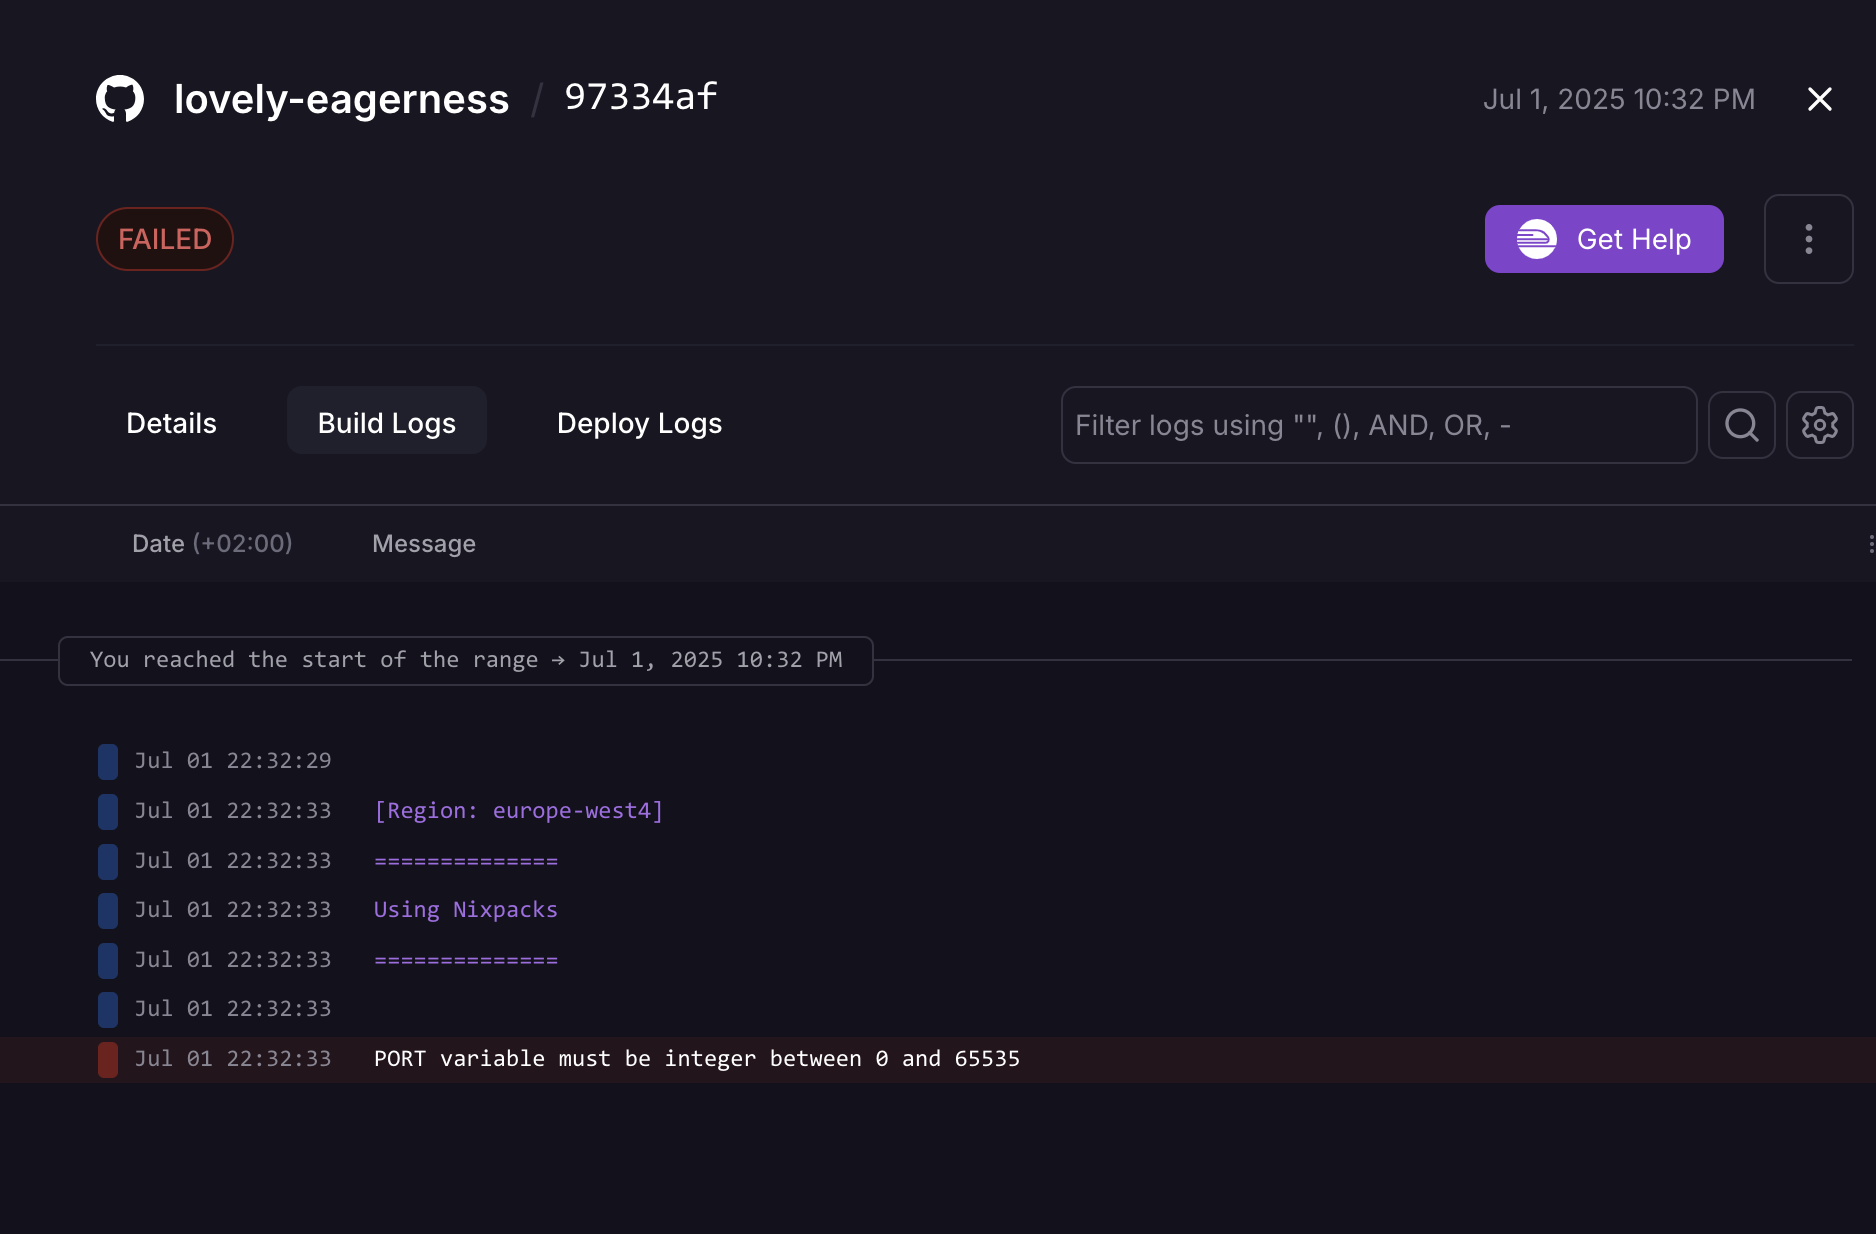 lovely-eagerness / 97334af
Jul 1, 2025 10:32 PM
FAILED
Get Help
Details
Build Logs
Deploy Logs
Filter logs using "", (), AND, OR, -
Date (+02:00)
Message
You reached the start of the range → Jul 1, 2025 10:32 PM
Jul 01 22:32:29
Jul 01 22:32:33 [Region: europe-west4]
Jul 01 22:32:33 ==============
Jul 01 22:32:33 Using Nixpacks
Jul 01 22:32:33 ==============
Jul 01 22:32:33
Jul 01 22:32:33 PORT variable must be integer between 0 and 65535